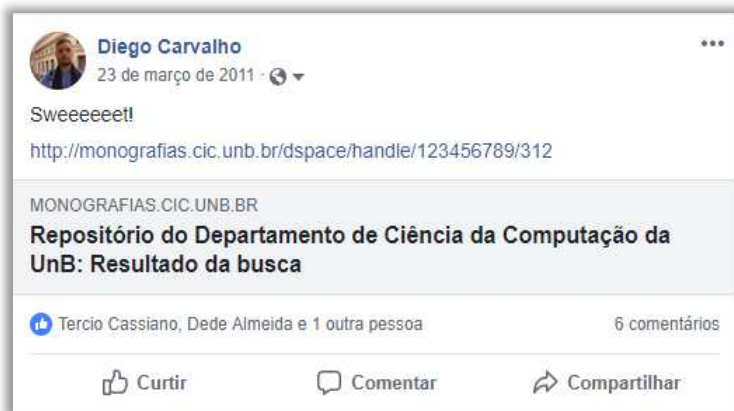 Diego Carvalho
23 de março de 2011 ·
Sweeeeeet!
http://monografias.cic.unb.br/dspace/handle/123456789/312
MONOGRAFIAS.CIC.UNB.BR
Repositório do Departamento de Ciência da Computação da
UnB: Resultado da busca
Tercio Cassiano, Dede Almeida e 1 outra pessoa 6 comentários
Curtir Comentar Compartilhar